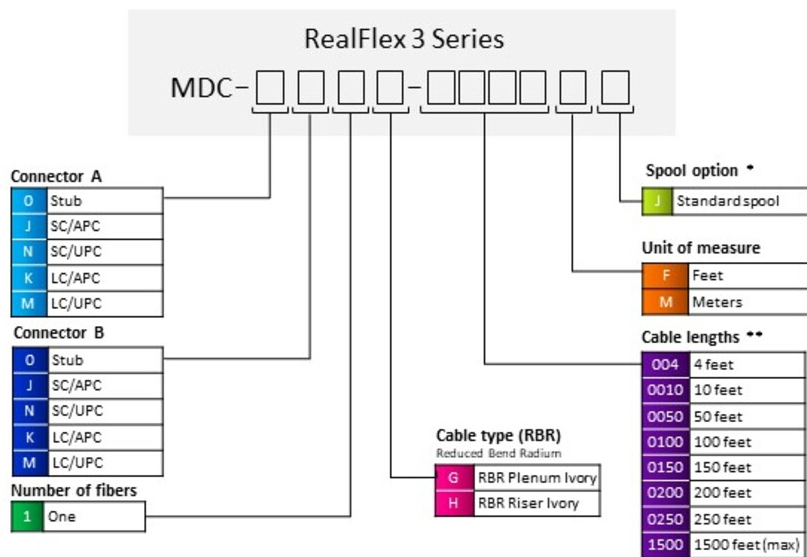 RealFlex 3 Series
MDC- -
Connector A
0 Stub
J SC/APC
N SC/UPC
K LC/APC
M LC/UPC
Connector B
0 Stub
J SC/APC
N SC/UPC
K LC/APC
M LC/UPC
Number of fibers
1 One
Cable type (RBR)
Reduced Bend Radium
G RBR Plenum Ivory
H RBR Riser Ivory
Spool option *
J Standard spool
Unit of measure
F Feet
M Meters
Cable lengths **
004 4 feet
0010 10 feet
0050 50 feet
0100 100 feet
0150 150 feet
0200 200 feet
0250 250 feet
1500 1500 feet (max)